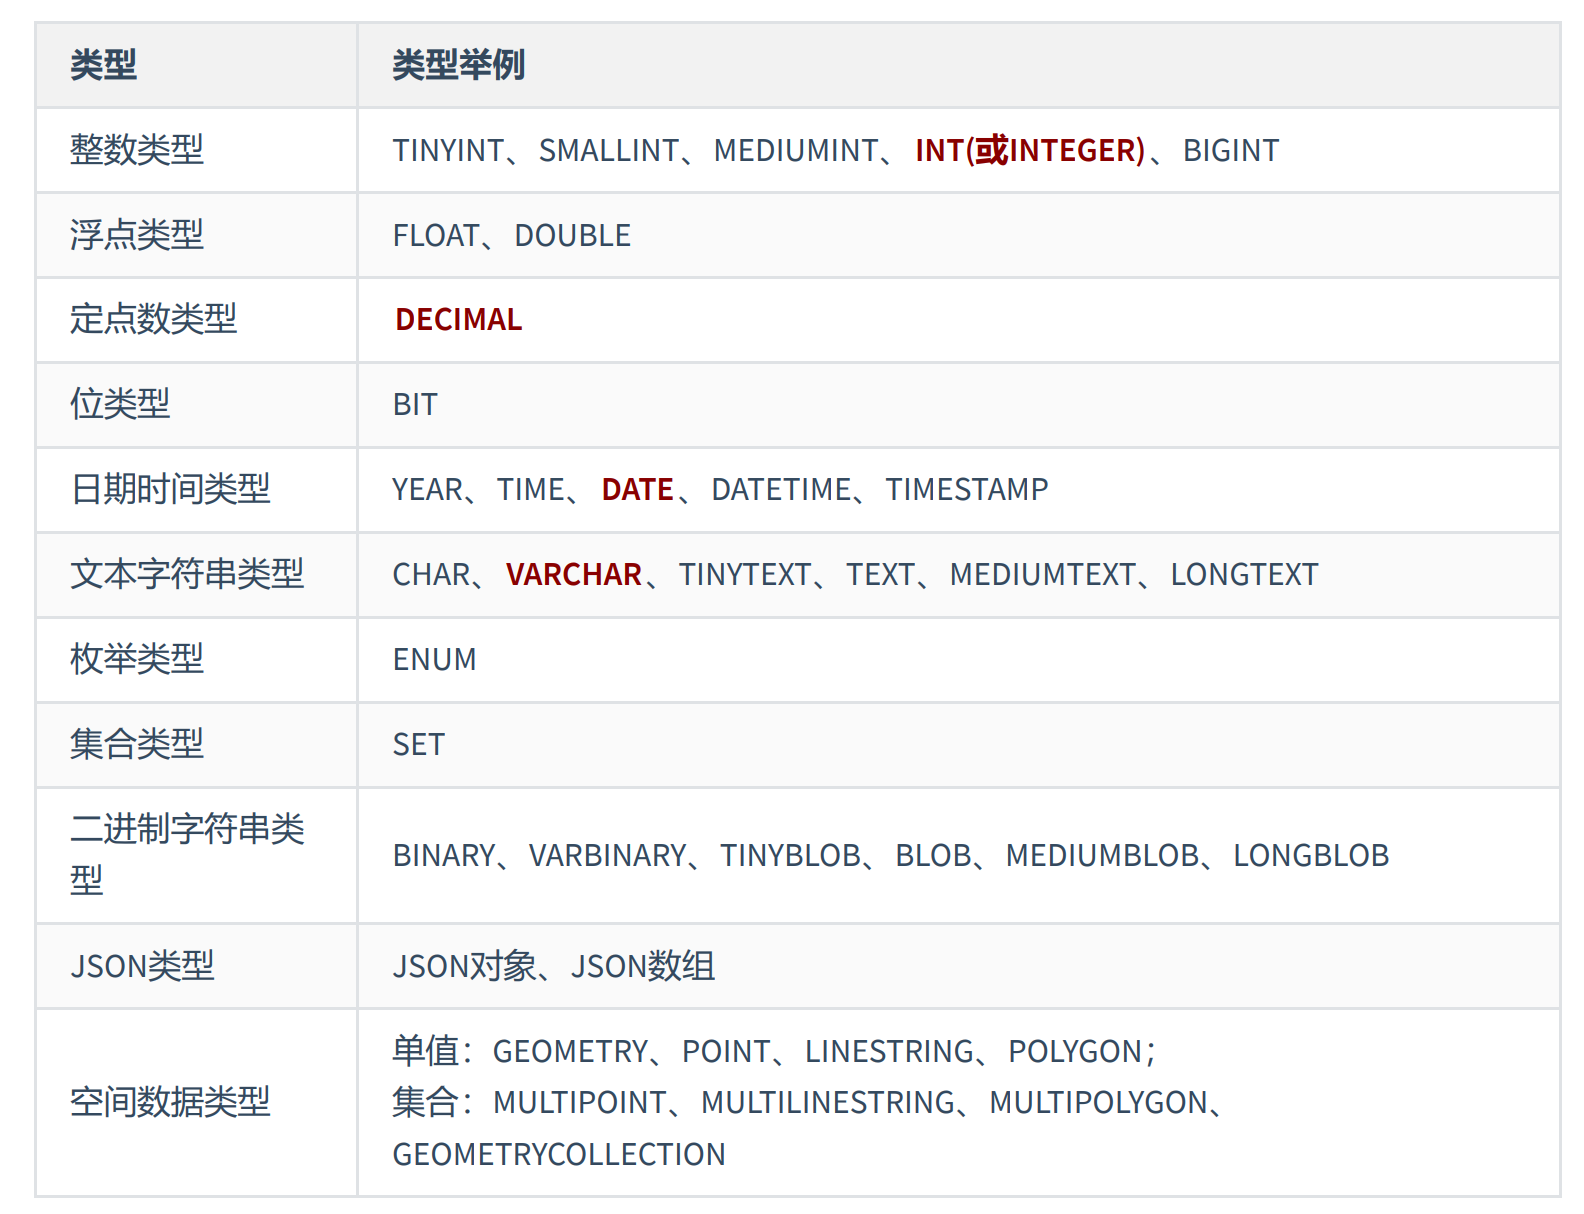 类型 类型举例
整数类型 TINYINT、SMALLINT、MEDIUMINT、INT(或INTEGER)、BIGINT
浮点类型 FLOAT、DOUBLE
定点数类型 DECIMAL
位类型 BIT
日期时间类型 YEAR、TIME、DATE、DATETIME、TIMESTAMP
文本字符串类型 CHAR、VARCHAR、TINYTEXT、TEXT、MEDIUMTEXT、LONGTEXT
枚举类型 ENUM
集合类型 SET
二进制字符串类
型
BINARY、VARBINARY、TINYBLOB、BLOB、MEDIUMBLOB、LONGBLOB
JSON类型 JSON对象、JSON数组
空间数据类型
单值：GEOMETRY、POINT、LINESTRING、POLYGON；
集合：MULTIPOINT、MULTILINESTRING、MULTIPOLYGON、
GEOMETRYCOLLECTION